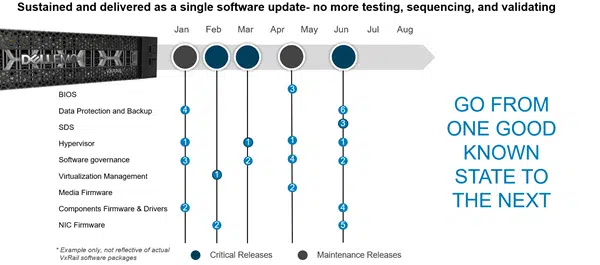 Sustained and delivered as a single software update- no more testing, sequencing, and validating
Jan Feb Mar Apr May Jun Jul Aug
DELL EMC
VXRAIL
BIOS 3
Data Protection and Backup 4 6
SDS 3
Hypervisor 1 1 1 1
Software governance 3 2 4 2
Virtualization Management 1
Media Firmware 2
Components Firmware & Drivers 2 4
NIC Firmware 2 5
GO FROM
ONE GOOD
KNOWN
STATE TO
THE NEXT
* Example only, not reflective of actual
VxRail software packages
Critical Releases Maintenance Releases